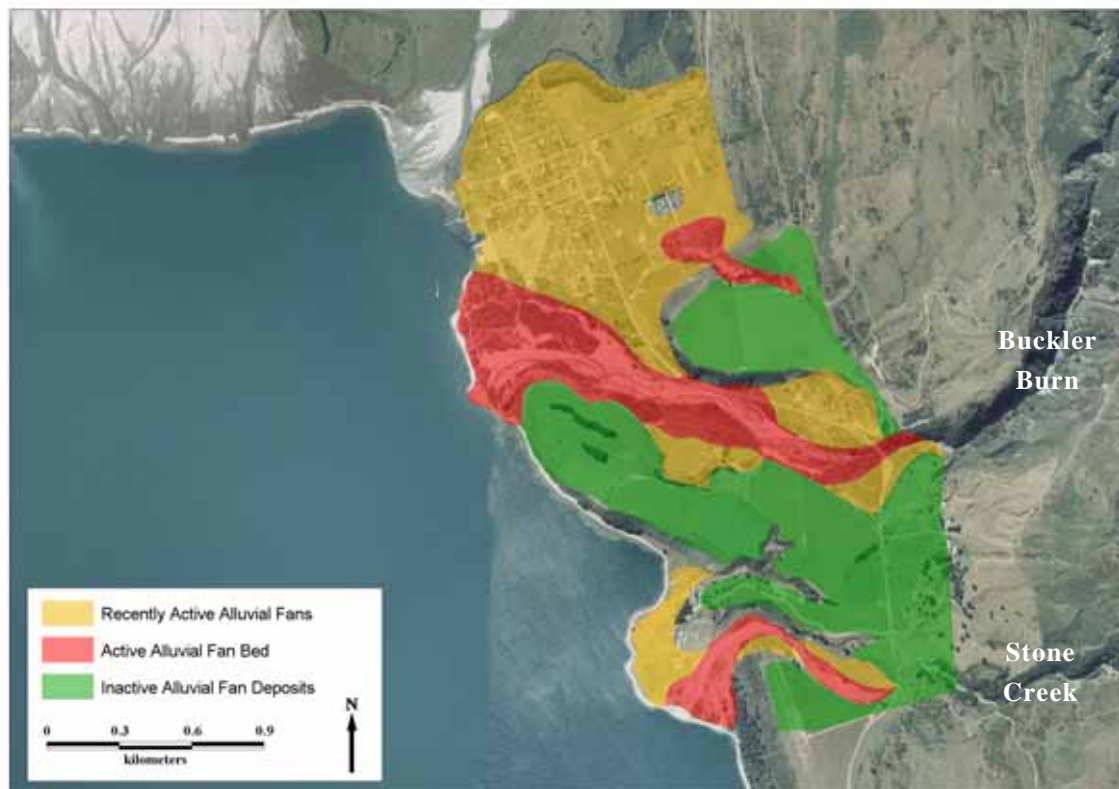 Buckler
Burn
Stone
Creek
Recently Active Alluvial Fans
Active Alluvial Fan Bed
Inactive Alluvial Fan Deposits
0 0.3 0.6 0.9
kilometers
N